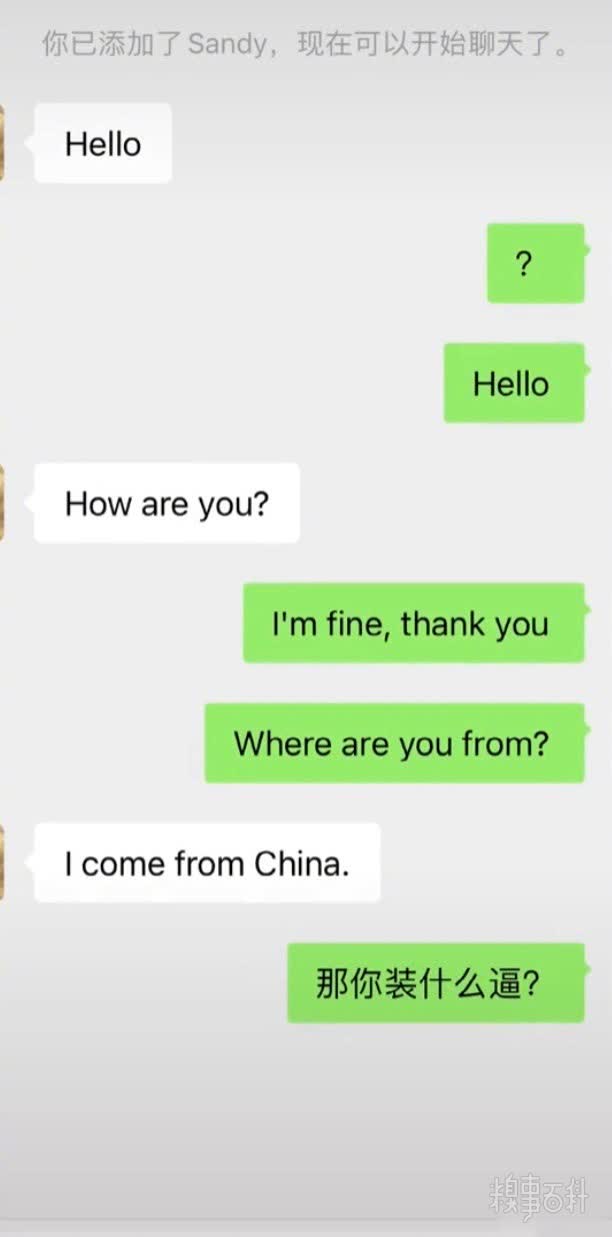 你已添加了Sandy，现在可以开始聊天了。
Hello
?
Hello
How are you?
I'm fine, thank you
Where are you from?
I come from China.
那你装什么逼?
糗事百科